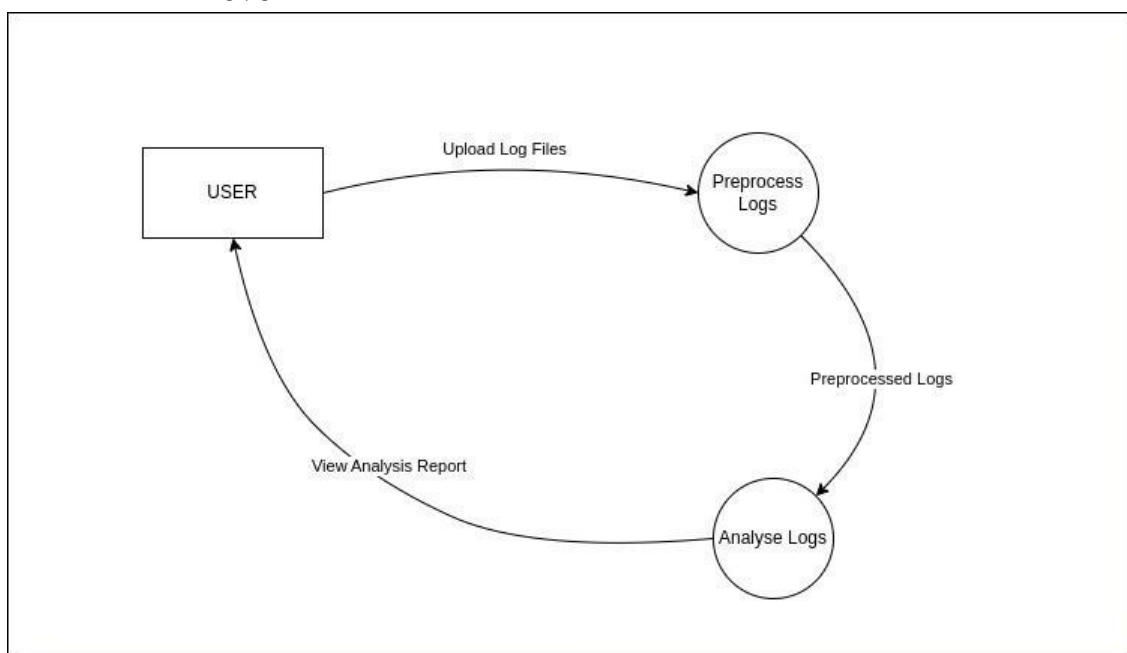 Upload Log Files
USER
Preprocess
Logs
Preprocessed Logs
View Analysis Report
Analyse Logs